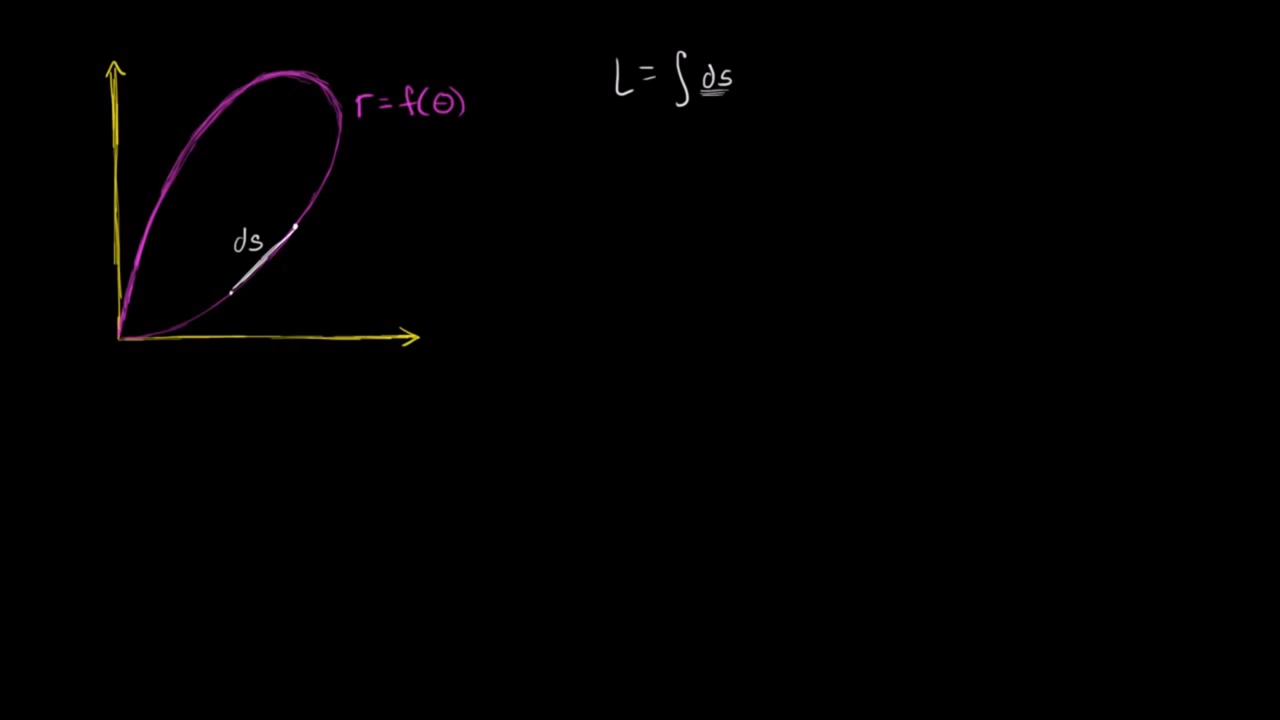 L = ∫ ds
r = f(θ)
ds